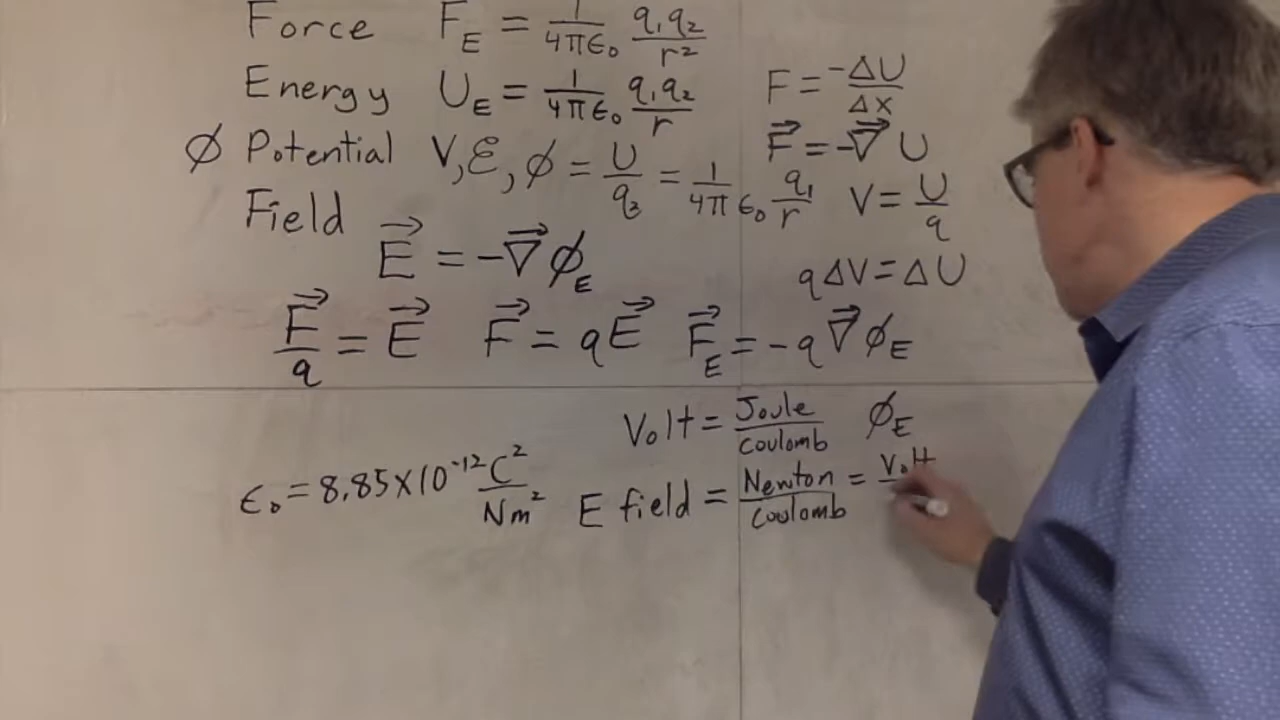 Force F_E = 1/4πϵ₀ q₁q₂/r²
Energy U_E = 1/4πϵ₀ q₁q₂/r
F = -ΔU/Δx
ϕ Potential V, ℰ, ϕ = U/q₂ = 1/4πϵ₀ q₁/r
F⃗ = -∇⃗ U
V = U/q
Field
E⃗ = -∇⃗ ϕ_E
qΔV = ΔU
F⃗/q = E⃗ F⃗ = qE⃗ F⃗_E = -q ∇⃗ ϕ_E
Volt = Joule/coulomb ϕ_E
ϵ₀ = 8.85×10⁻¹² C²/Nm²
E field = Newton/coulomb = Volt